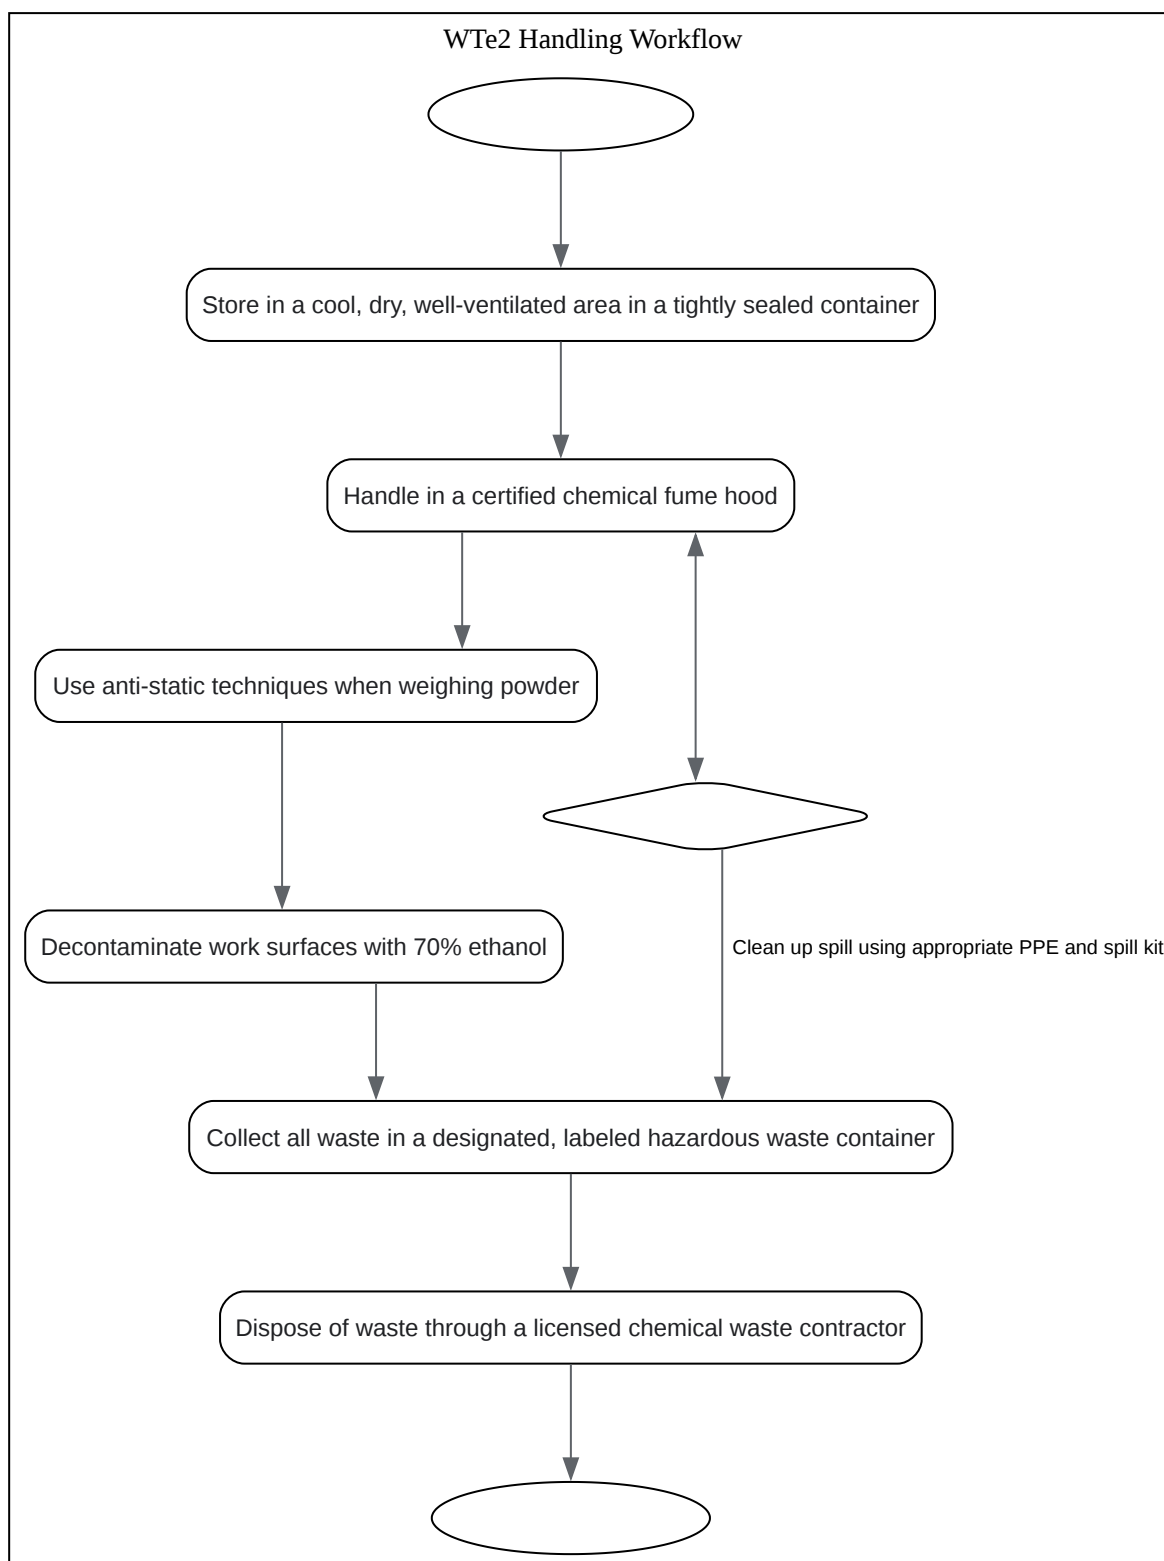 WTe2 Handling Workflow
Store in a cool, dry, well-ventilated area in a tightly sealed container
Handle in a certified chemical fume hood
Use anti-static techniques when weighing powder
Decontaminate work surfaces with 70% ethanol
Clean up spill using appropriate PPE and spill kit
Collect all waste in a designated, labeled hazardous waste container
Dispose of waste through a licensed chemical waste contractor